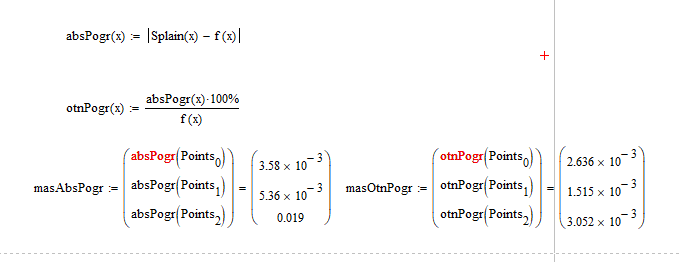 absPogr(x) := |Splain(x) − f(x)|
otnPogr(x) := absPogr(x)·100% / f(x)
masAbsPogr := (absPogr(Points₀) absPogr(Points₁) absPogr(Points₂)) = (3.58 × 10⁻³ 5.36 × 10⁻³ 0.019) masOtnPogr := (otnPogr(Points₀) otnPogr(Points₁) otnPogr(Points₂)) = (2.636 × 10⁻³ 1.515 × 10⁻³ 3.052 × 10⁻³)